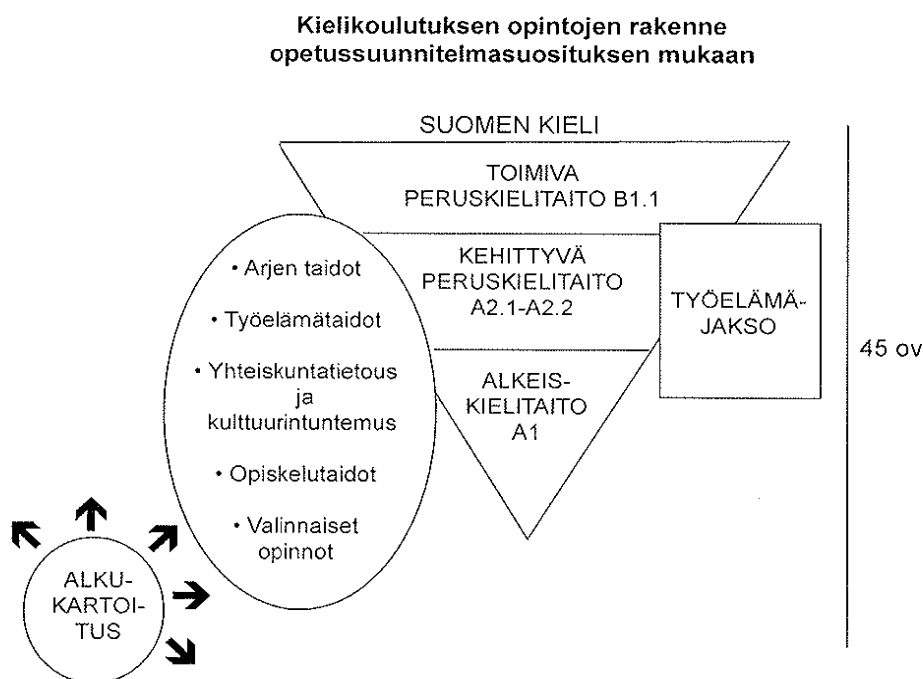 Kielikoulutuksen opintojen rakenne
opetussuunnitelmasuosituksen mukaan
SUOMEN KIELI
TOIMIVA
PERUSKIELITAITO B1.1
KEHITTYVÄ
PERUSKIELITAITO
A2.1-A2.2
ALKEIS-
KIELITAITO
A1
• Arjen taidot
• Työelämätaidot
• Yhteiskuntatietous
ja
kulttuurintuntemus
• Opiskelutaidot
• Valinnaiset
opinnot
TYÖELÄMÄ-
JAKSO
45 ov
ALKU-
KARTOI-
TUS